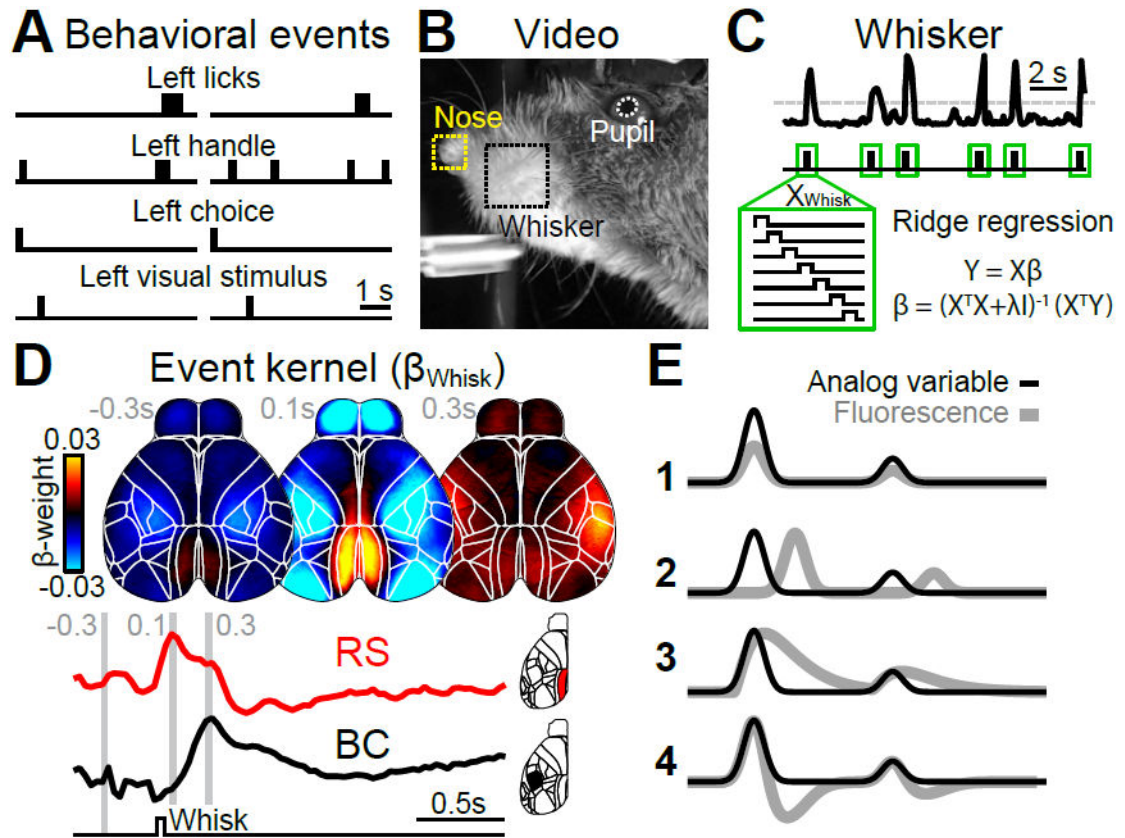 A Behavioral events
Left licks
Left handle
Left choice
Left visual stimulus
1 s
B Video
Nose
Pupil
Whisker
C Whisker
2 s
XWhisk
Ridge regression
Y = Xβ
β = (XᵀX+λI)⁻¹ (XᵀY)
D Event kernel (βWhisk)
-0.3s 0.1s 0.3s
0.03
β-weight
-0.03
-0.3 0.1 0.3
RS
BC
0.5s
Whisk
E
Analog variable
Fluorescence
1
2
3
4